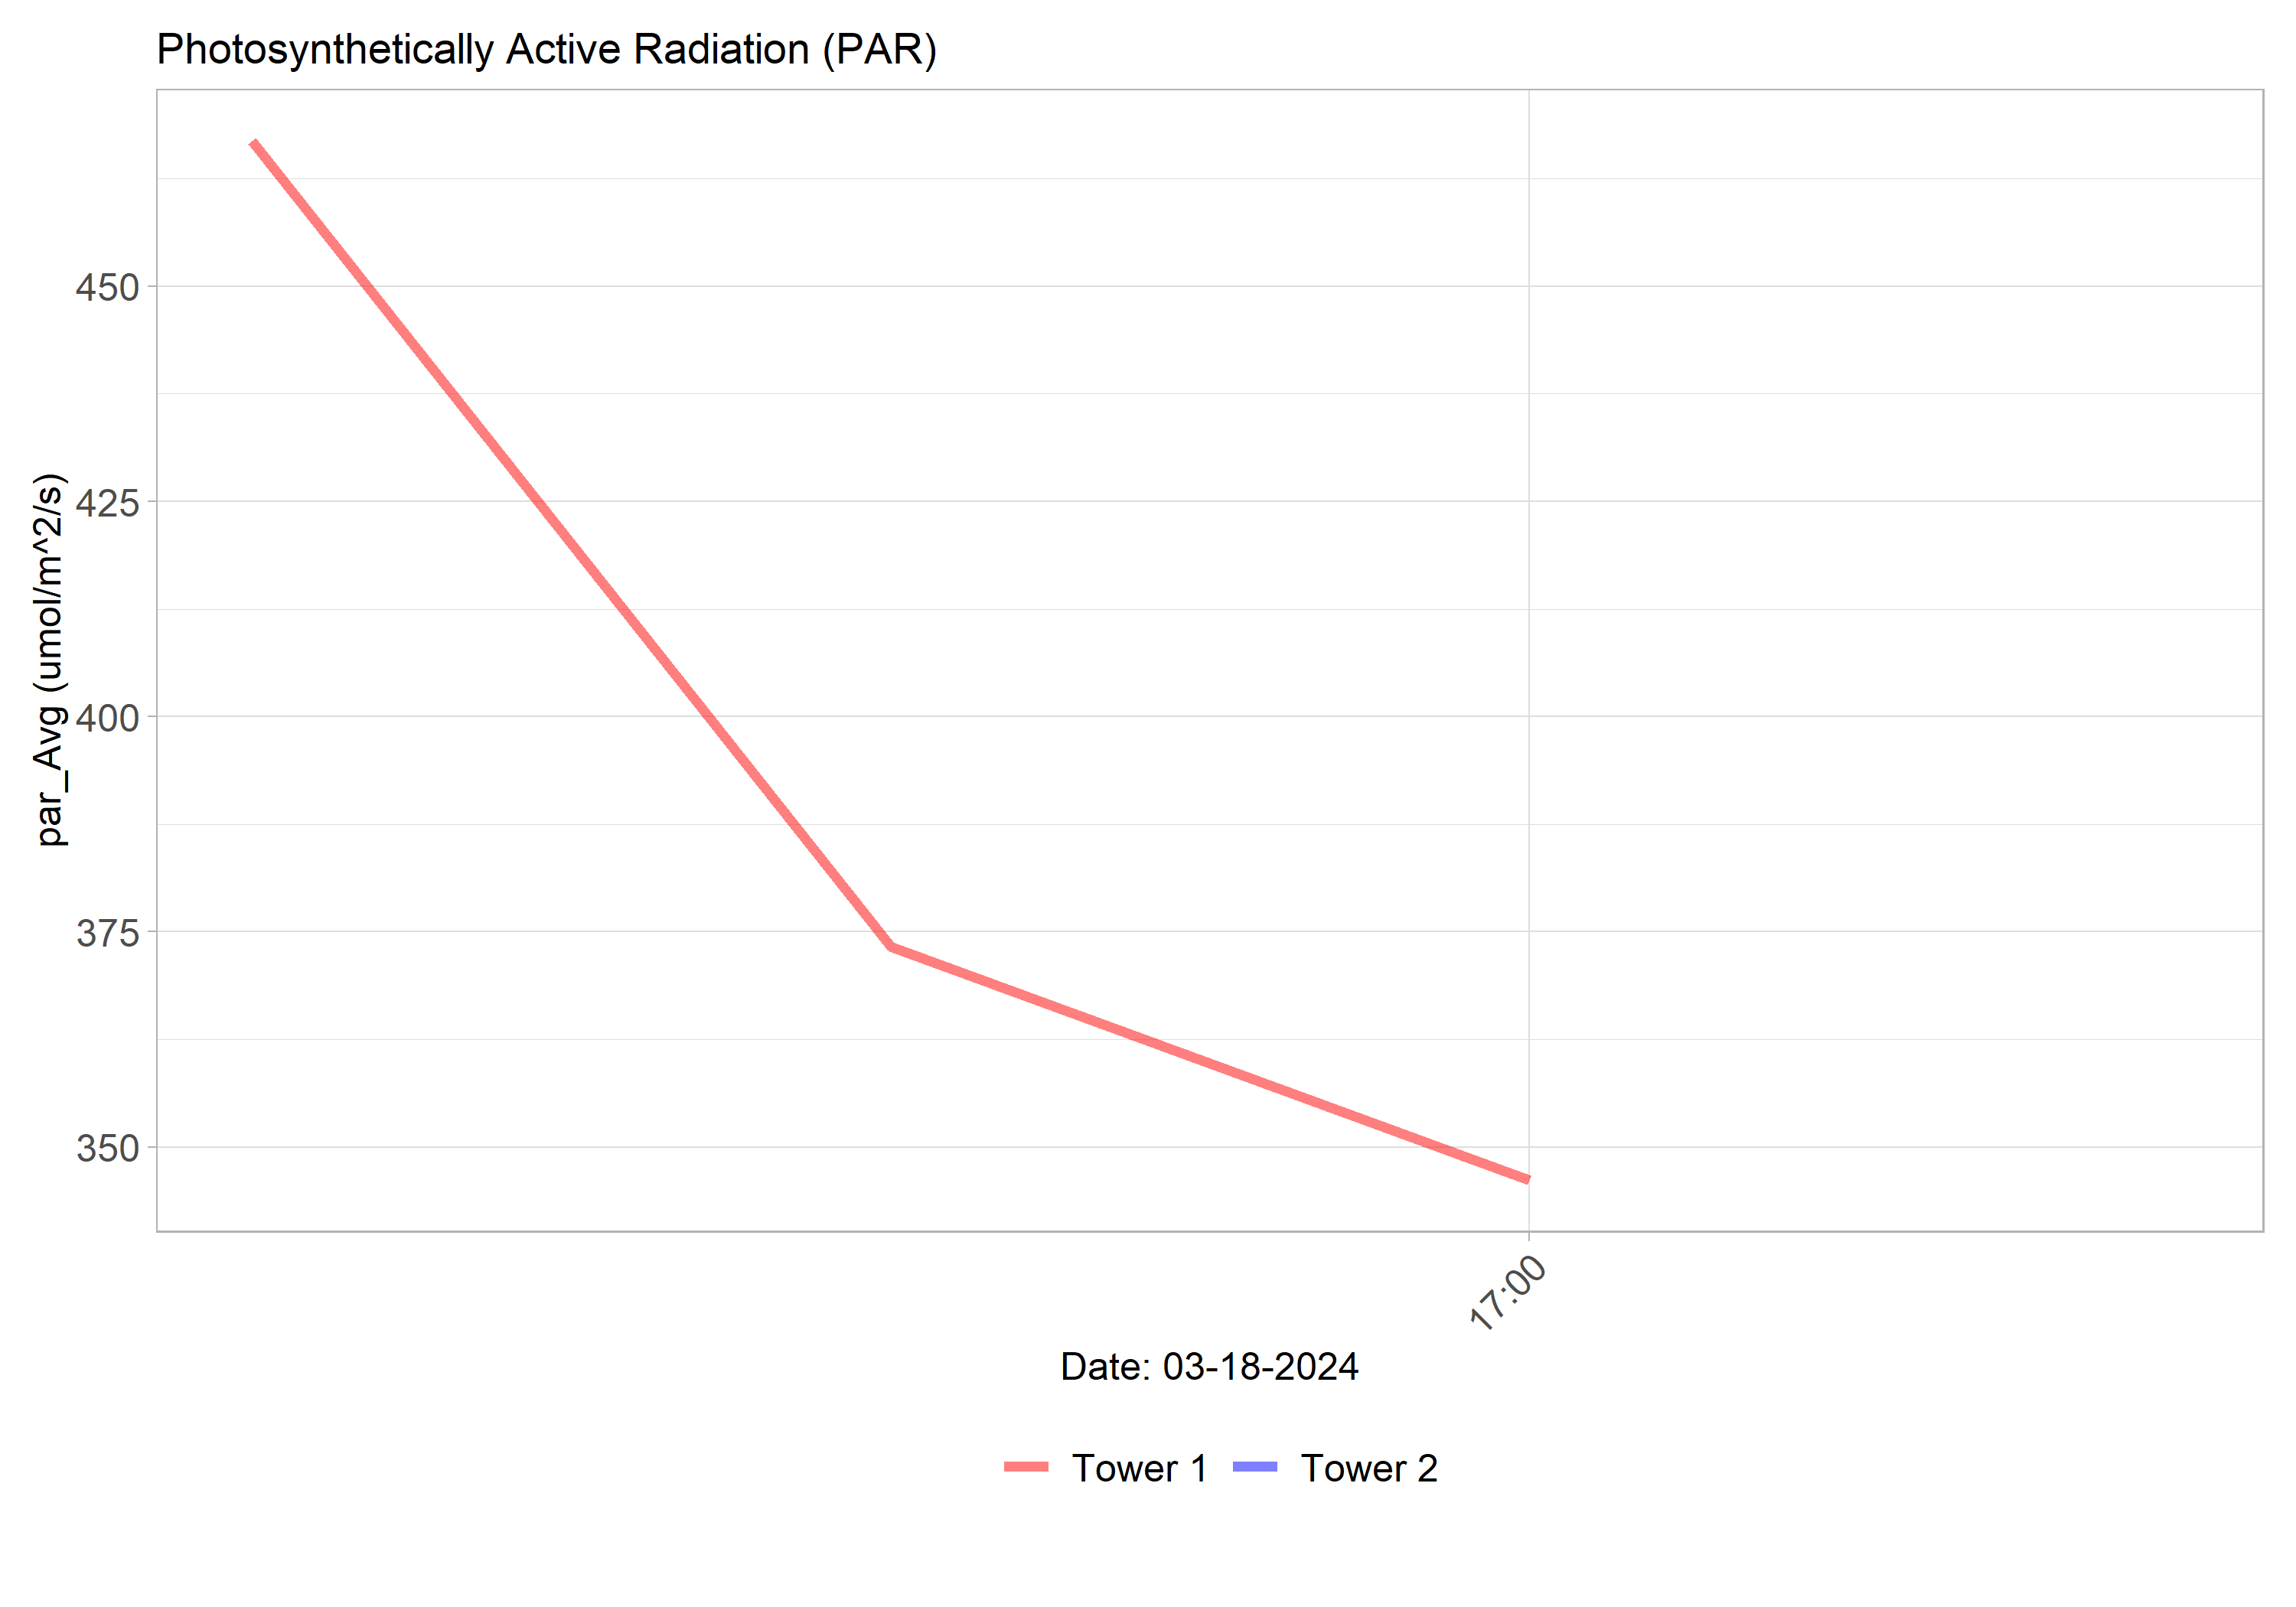 Photosynthetically Active Radiation (PAR)
par_Avg (umol/m^2/s)
450
425
400
375
350
17:00
Date: 03-18-2024
Tower 1
Tower 2